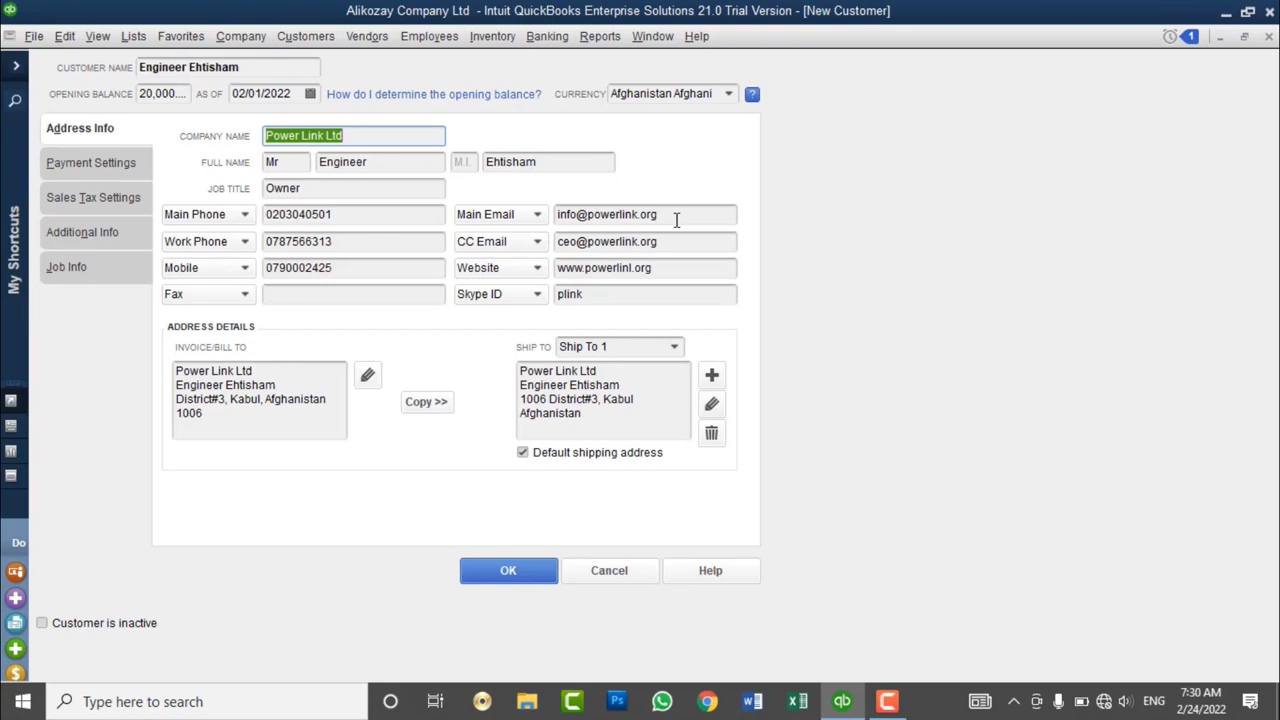 Alikozay Company Ltd - Intuit QuickBooks Enterprise Solutions 21.0 Trial Version - [New Customer]
File Edit View Lists Favorites Company Customers Vendors Employees Inventory Banking Reports Window Help
1
CUSTOMER NAME Engineer Ehtisham
OPENING BALANCE 20,000.... AS OF 02/01/2022 How do I determine the opening balance? CURRENCY Afghanistan Afghani ?
Address Info
Payment Settings
Sales Tax Settings
Additional Info
Job Info
COMPANY NAME Power Link Ltd
FULL NAME Mr Engineer M.I. Ehtisham
JOB TITLE Owner
Main Phone 0203040501 Main Email info@powerlink.org
Work Phone 0787566313 CC Email ceo@powerlink.org
Mobile 0790002425 Website www.powerlinl.org
Fax Skype ID plink
ADDRESS DETAILS
INVOICE/BILL TO
Power Link Ltd
Engineer Ehtisham
District#3, Kabul, Afghanistan
1006
Copy >>
SHIP TO Ship To 1
Power Link Ltd
Engineer Ehtisham
1006 District#3, Kabul
Afghanistan
Default shipping address
OK Cancel Help
Customer is inactive
My Shortcuts
Do
Type here to search
ENG
7:30 AM
2/24/2022